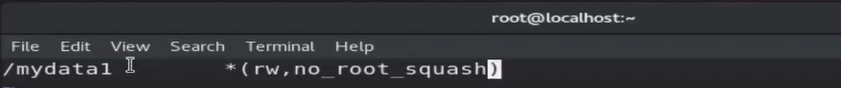 root@localhost:~
File Edit View Search Terminal Help
/mydata1 *(rw,no_root_squash)